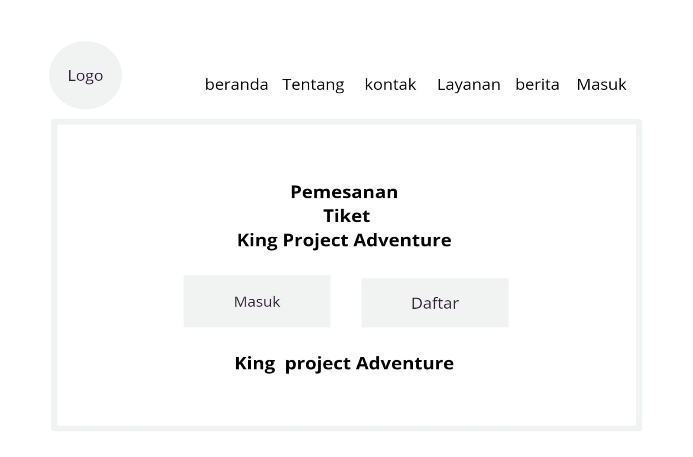 Logo
beranda Tentang kontak Layanan berita Masuk
Pemesanan
Tiket
King Project Adventure
Masuk Daftar
King project Adventure